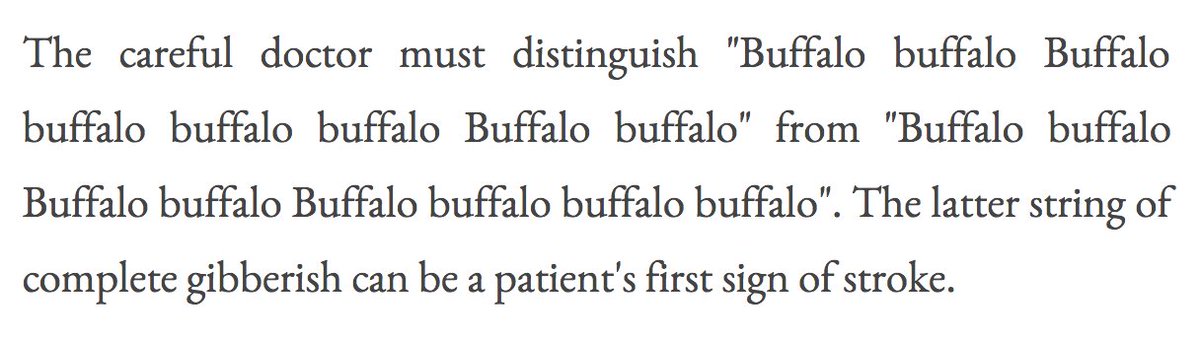 The careful doctor must distinguish "Buffalo buffalo Buffalo
buffalo buffalo buffalo Buffalo buffalo" from "Buffalo buffalo
Buffalo buffalo Buffalo buffalo buffalo buffalo". The latter string of
complete gibberish can be a patient's first sign of stroke.